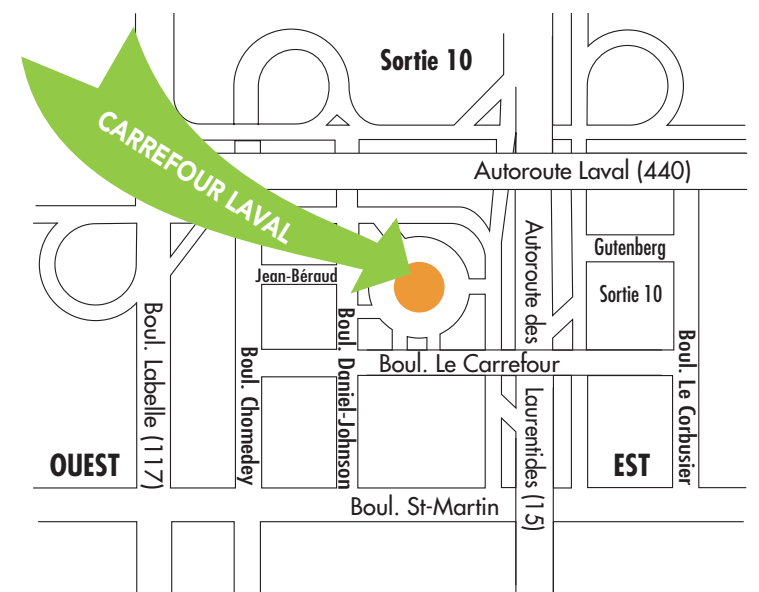 Sortie 10
CARREFOUR LAVAL
Autoroute Laval (440)
Gutenberg
Jean-Béraud
Sortie 10
Autoroute des Laurentides (15)
Boul. Labelle (117)
Boul. Chomedey
Boul. Daniel-Johnson
Boul. Le Carrefour
Boul. Le Corbusier
OUEST
EST
Boul. St-Martin